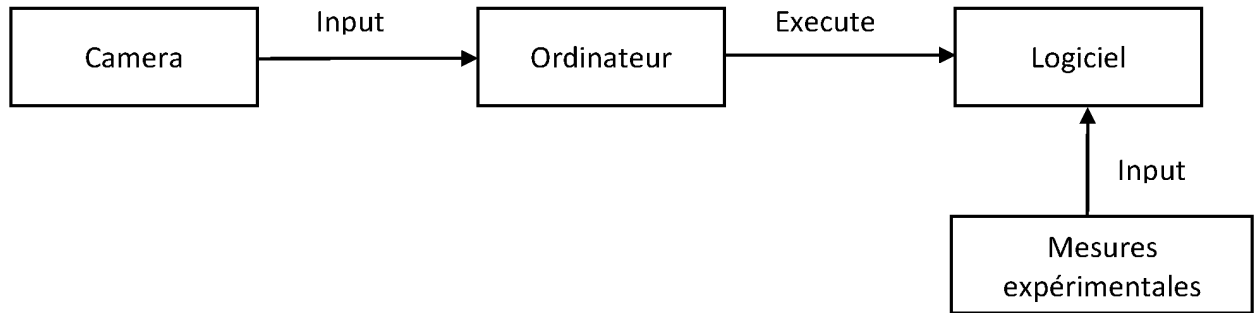 Input
Execute
Camera
Ordinateur
Logiciel
Input
Mesures
expérimentales